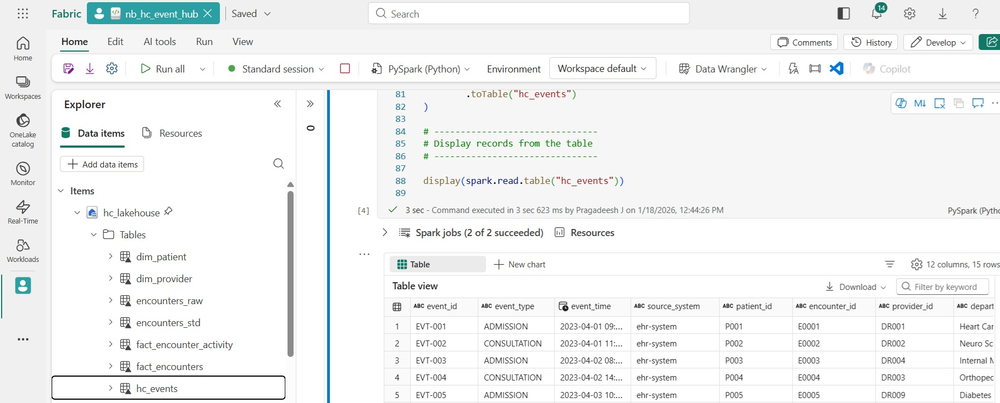 Fabric
nb_hc_event_hub
Saved
Search
14
?
Home
Edit
AI tools
Run
View
Comments
History
Develop
Run all
Standard session
PySpark (Python)
Environment
Workspace default
Data Wrangler
Copilot
Home
Workspaces
OneLake
catalog
Monitor
Real-Time
Workloads
Explorer
Data items
Resources
Add data items
Items
hc_lakehouse
Tables
dim_patient
dim_provider
encounters_raw
encounters_std
fact_encounter_activity
fact_encounters
hc_events
0
81 .toTable("hc_events")
82 )
83
84 # -------------------------------
85 # Display records from the table
86 # -------------------------------
87
88 display(spark.read.table("hc_events"))
89
M↓
[4]
3 sec - Command executed in 3 sec 623 ms by Pragadeesh J on 1/18/2026, 12:44:26 PM
PySpark (Pytho
Spark jobs (2 of 2 succeeded)
Resources
Table
New chart
12 columns, 15 rows
Table view
Download
Filter by keyword
ABC event_id ABC event_type event_time ABC source_system ABC patient_id ABC encounter_id ABC provider_id ABC depart
1 EVT-001 ADMISSION 2023-04-01 09:... ehr-system P001 E0001 DR001 Heart Car
2 EVT-002 CONSULTATION 2023-04-01 11:... ehr-system P002 E0002 DR002 Neuro Sc
3 EVT-003 ADMISSION 2023-04-02 08:... ehr-system P003 E0003 DR004 Internal M
4 EVT-004 CONSULTATION 2023-04-02 14:... ehr-system P004 E0004 DR003 Orthopec
5 EVT-005 ADMISSION 2023-04-03 10:... ehr-system P005 E0005 DR009 Diabetes